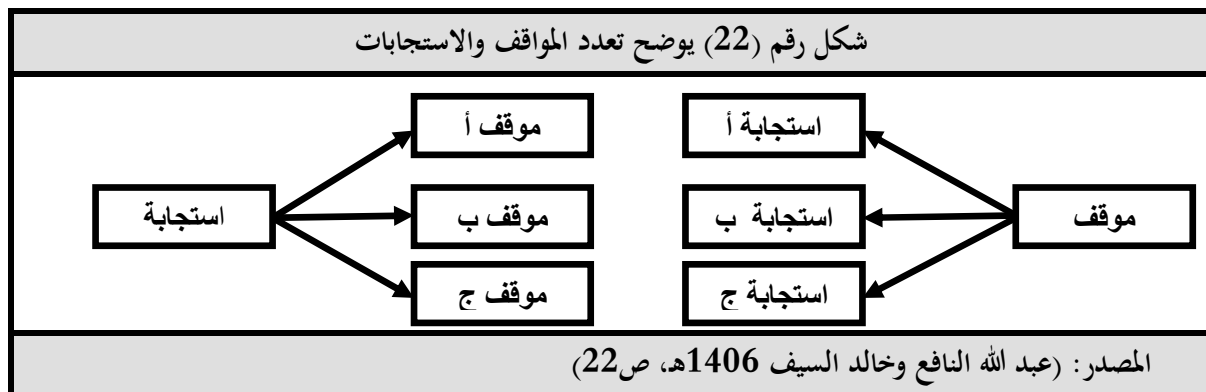 شكل رقم (22) يوضح تعدد المواقف والاستجابات
استجابة أ
موقف أ
موقف
استجابة ب
موقف ب
استجابة
استجابة ج
موقف ج
المصدر: (عبد الله النافع وخالد السيف 1406هـ، ص22)